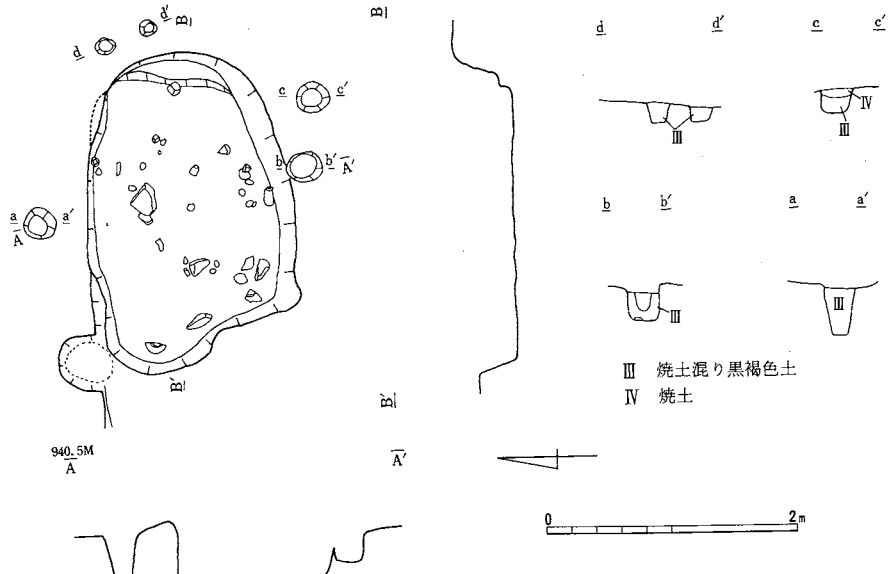 d d′ B B
d d′ c c′
c c′
Ⅳ
Ⅲ Ⅲ
b b′ A′
b b′ a a′
a a′
A
Ⅲ Ⅲ
Ⅲ 焼土混り黒褐色土
Ⅳ 焼土
B′ B′
940.5M
A A′
0 2m